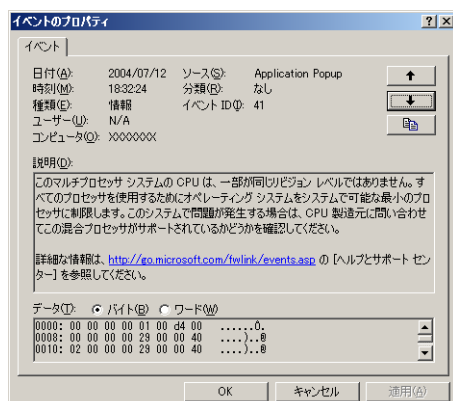 イベントのプロパティ
イベント
日付(A): 2004/07/12 ソース(S): Application Popup
時刻(M): 18:32:24 分類(R): なし
種類(E): 情報 イベント ID(I): 41
ユーザー(U): N/A
コンピュータ(O): XXXXXXX
説明(D):
このマルチプロセッサ システムの CPU は、一部が同じリビジョン レベルではありません。す
べてのプロセッサを使用するためにオペレーティング システムをシステムで可能な最小のプロ
セッサに制限します。このシステムで問題が発生する場合は、CPU 製造元に問い合わせ
てこの混合プロセッサがサポートされているかどうかを確認してください。
詳細な情報は、http://go.microsoft.com/fwlink/events.asp の [ヘルプとサポート セン
ター] を参照してください。
データ(T): バイト(B) ワード(W)
0000: 00 00 00 00 01 00 d4 00 ......Ô.
0008: 00 00 00 00 29 00 00 40 ....)..@
0010: 02 00 00 00 29 00 00 40 ....)..@
OK キャンセル 適用(A)